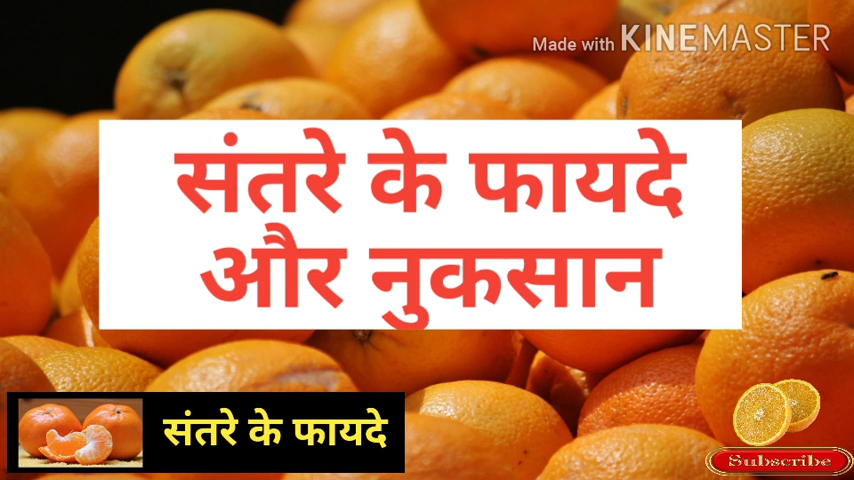 Made with KINEMASTER
संतरे के फायदे
और नुकसान
संतरे के फायदे
Subscribe